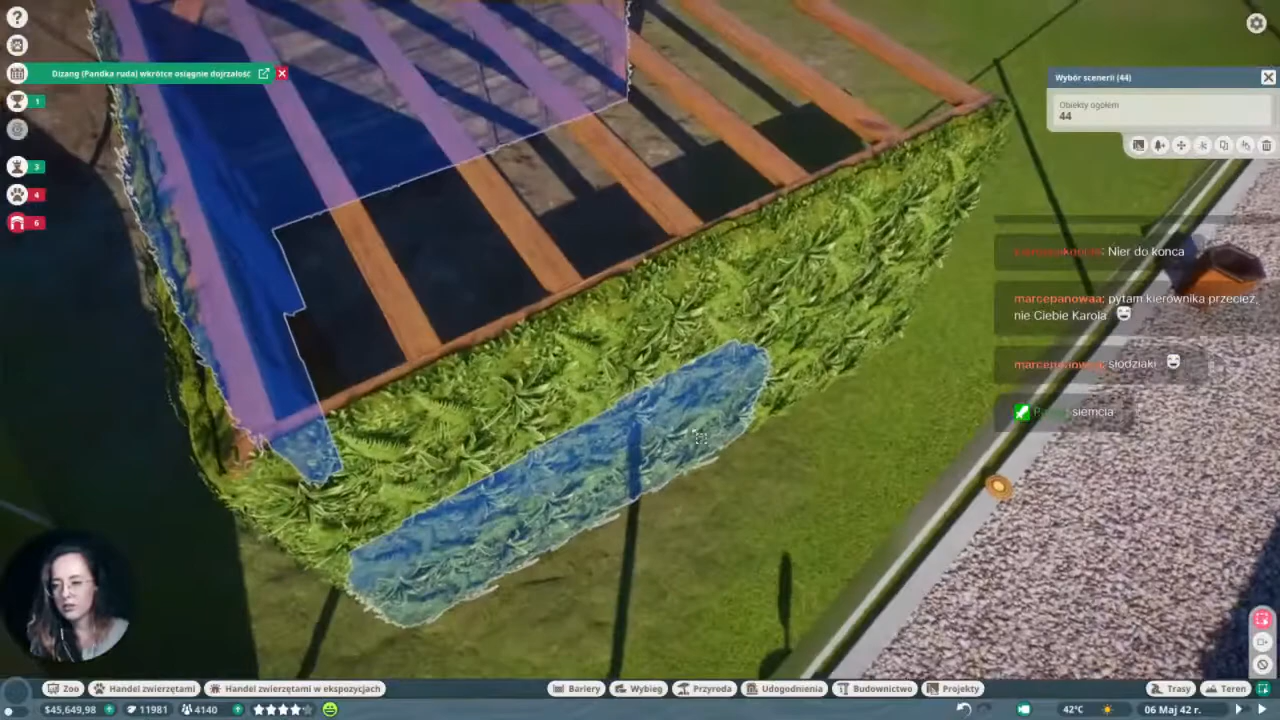 Dizang (Pandka ruda) wkrótce osiągnie dojrzałość
1
3
4
6
Wybór scenerii (44)
Obiekty ogółem
44
: Nier do konca
marcepanowaa: pytam kierownika przecież,
nie Ciebie Karola
marcepanowaa: słodziaki
siemcia
Zoo
Handel zwierzętami
Handel zwierzętami w ekspozycjach
Bariery
Wybieg
Przyroda
Udogodnienia
Budownictwo
Projekty
Trasy
Teren
$45,649,98
11981
4140
42°C
06 Maj 42 r.